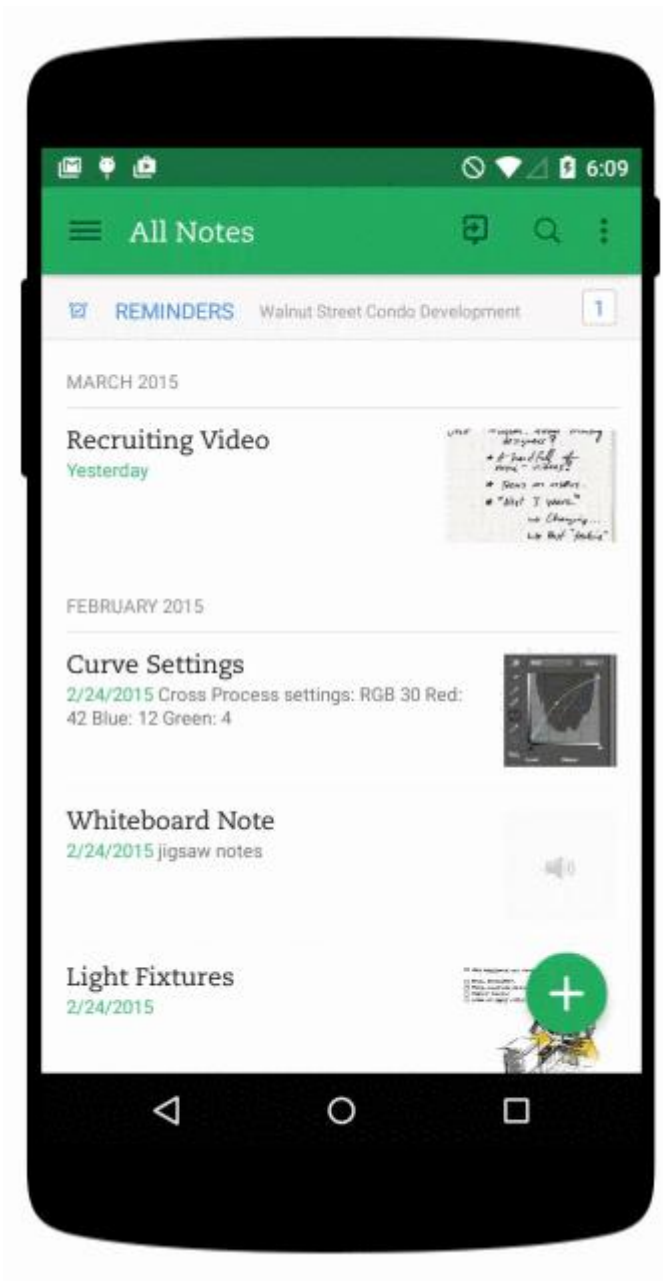 6:09
All Notes
REMINDERS Walnut Street Condo Development 1
MARCH 2015
Recruiting Video
Yesterday
designers?
FEBRUARY 2015
Curve Settings
2/24/2015 Cross Process settings: RGB 30 Red:
42 Blue: 12 Green: 4
Whiteboard Note
2/24/2015 jigsaw notes
Light Fixtures
2/24/2015